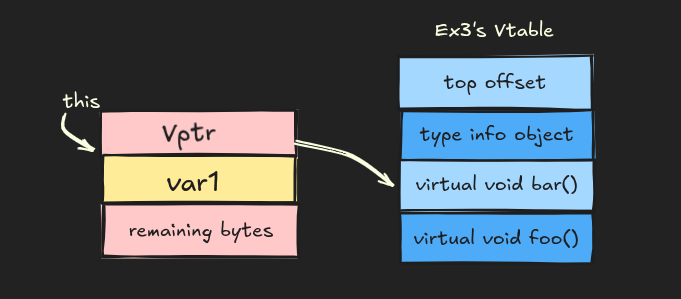 Ex3's Vtable
this
Vptr
var1
remaining bytes
top offset
type info object
virtual void bar()
virtual void foo()